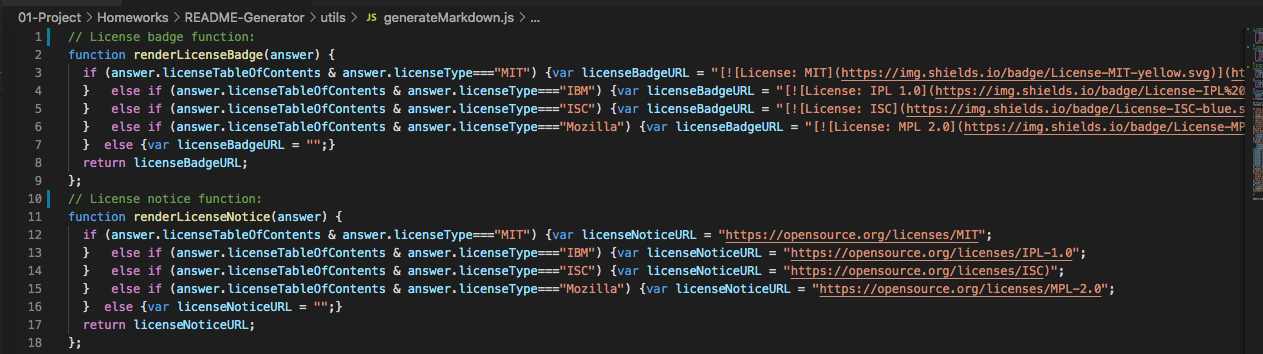 01-Project > Homeworks > README-Generator > utils > JS generateMarkdown.js > ...
1 // License badge function:
2 function renderLicenseBadge(answer) {
3 if (answer.licenseTableOfContents & answer.licenseType==="MIT") {var licenseBadgeURL = "[![License: MIT](https://img.shields.io/badge/License-MIT-yellow.svg)](ht
4 } else if (answer.licenseTableOfContents & answer.licenseType==="IBM") {var licenseBadgeURL = "[![License: IPL 1.0](https://img.shields.io/badge/License-IPL%20
5 } else if (answer.licenseTableOfContents & answer.licenseType==="ISC") {var licenseBadgeURL = "[![License: ISC](https://img.shields.io/badge/License-ISC-blue.s
6 } else if (answer.licenseTableOfContents & answer.licenseType==="Mozilla") {var licenseBadgeURL = "[![License: MPL 2.0](https://img.shields.io/badge/License-MP
7 } else {var licenseBadgeURL = "";}
8 return licenseBadgeURL;
9 };
10 // License notice function:
11 function renderLicenseNotice(answer) {
12 if (answer.licenseTableOfContents & answer.licenseType==="MIT") {var licenseNoticeURL = "https://opensource.org/licenses/MIT";
13 } else if (answer.licenseTableOfContents & answer.licenseType==="IBM") {var licenseNoticeURL = "https://opensource.org/licenses/IPL-1.0";
14 } else if (answer.licenseTableOfContents & answer.licenseType==="ISC") {var licenseNoticeURL = "https://opensource.org/licenses/ISC)";
15 } else if (answer.licenseTableOfContents & answer.licenseType==="Mozilla") {var licenseNoticeURL = "https://opensource.org/licenses/MPL-2.0";
16 } else {var licenseNoticeURL = "";}
17 return licenseNoticeURL;
18 };